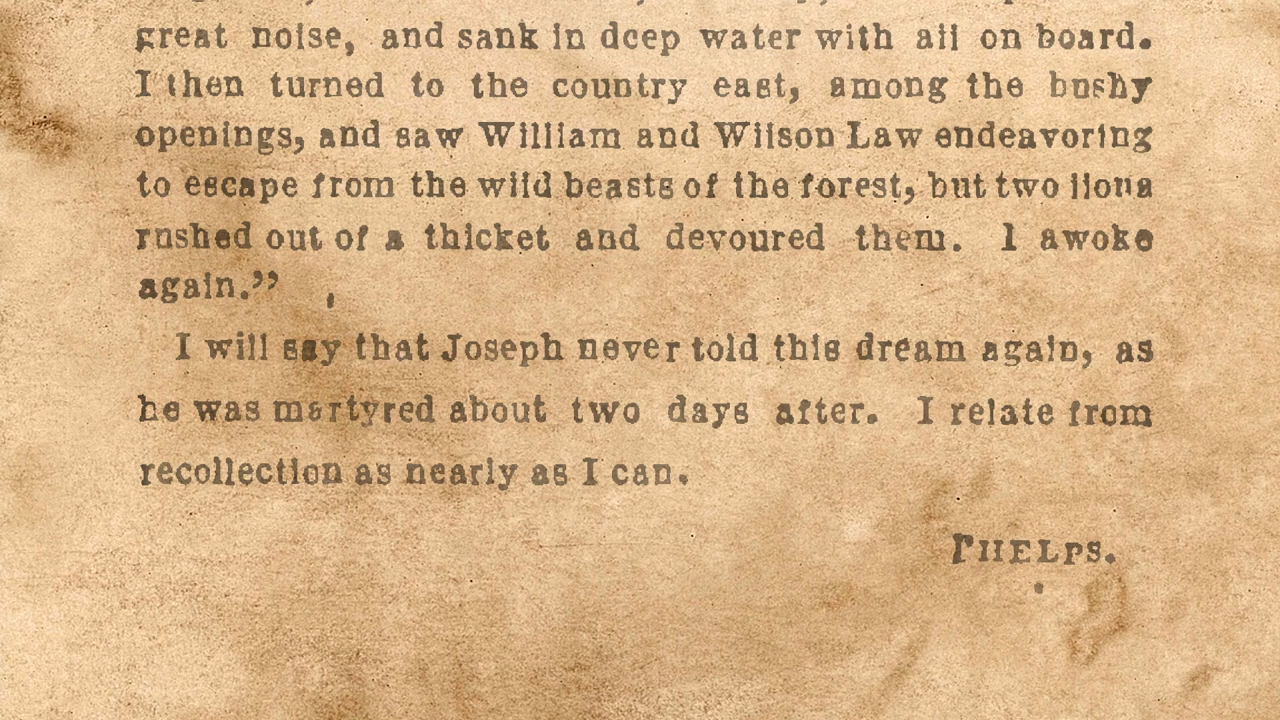 great noise, and sank in deep water with all on board.
I then turned to the country east, among the bushy
openings, and saw William and Wilson Law endeavoring
to escape from the wild beasts of the forest, but two lions
rushed out of a thicket and devoured them. I awoke
again.”
I will say that Joseph never told this dream again, as
he was martyred about two days after. I relate from
recollection as nearly as I can.
PHELPS.